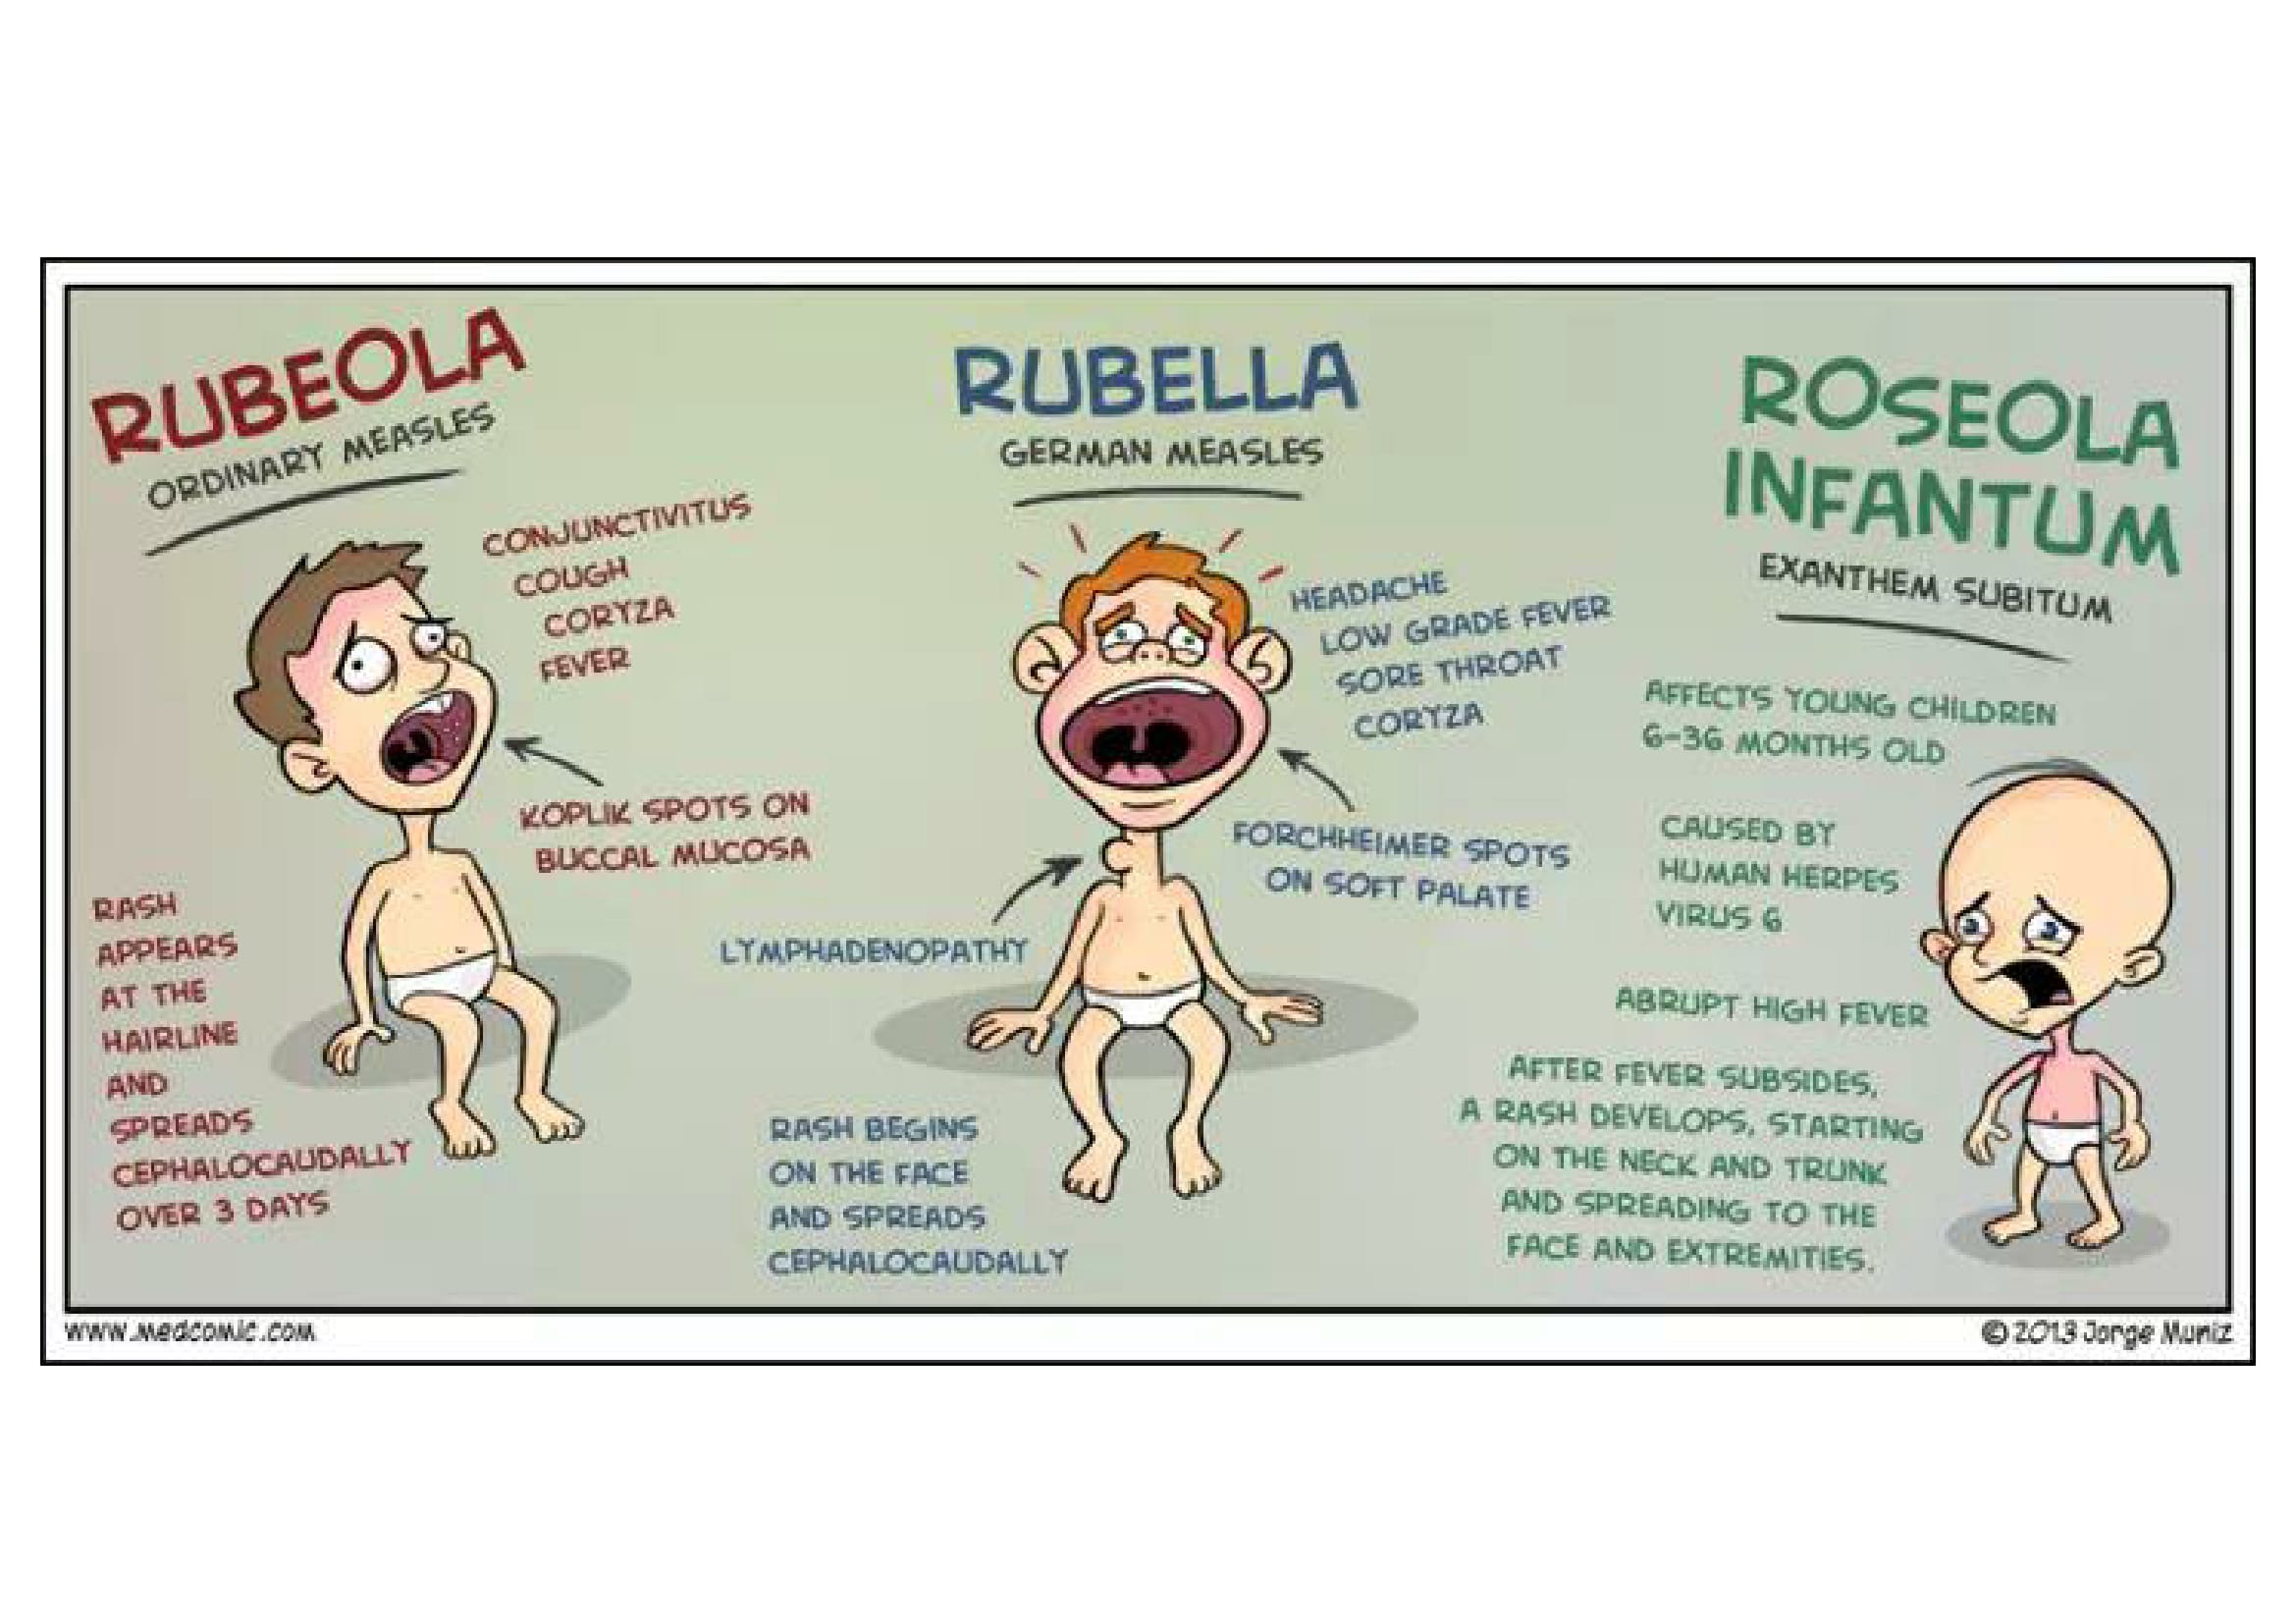 RUBEOLA
ORDINARY MEASLES
CONJUNCTIVITUS
COUGH
CORYZA
FEVER
KOPLIK SPOTS ON
BUCCAL MUCOSA
RASH
APPEARS
AT THE
HAIRLINE
AND
SPREADS
CEPHALOCAUDALLY
OVER 3 DAYS
RUBELLA
GERMAN MEASLES
HEADACHE
LOW GRADE FEVER
SORE THROAT
CORYZA
FORCHHEIMER SPOTS
ON SOFT PALATE
LYMPHADENOPATHY
RASH BEGINS
ON THE FACE
AND SPREADS
CEPHALOCAUDALLY
ROSEOLA
INFANTUM
EXANTHEM SUBITUM
AFFECTS YOUNG CHILDREN
6-36 MONTHS OLD
CAUSED BY
HUMAN HERPES
VIRUS 6
ABRUPT HIGH FEVER
AFTER FEVER SUBSIDES,
A RASH DEVELOPS, STARTING
ON THE NECK AND TRUNK
AND SPREADING TO THE
FACE AND EXTREMITIES.
www.medcomic.com
© 2013 Jorge Muniz